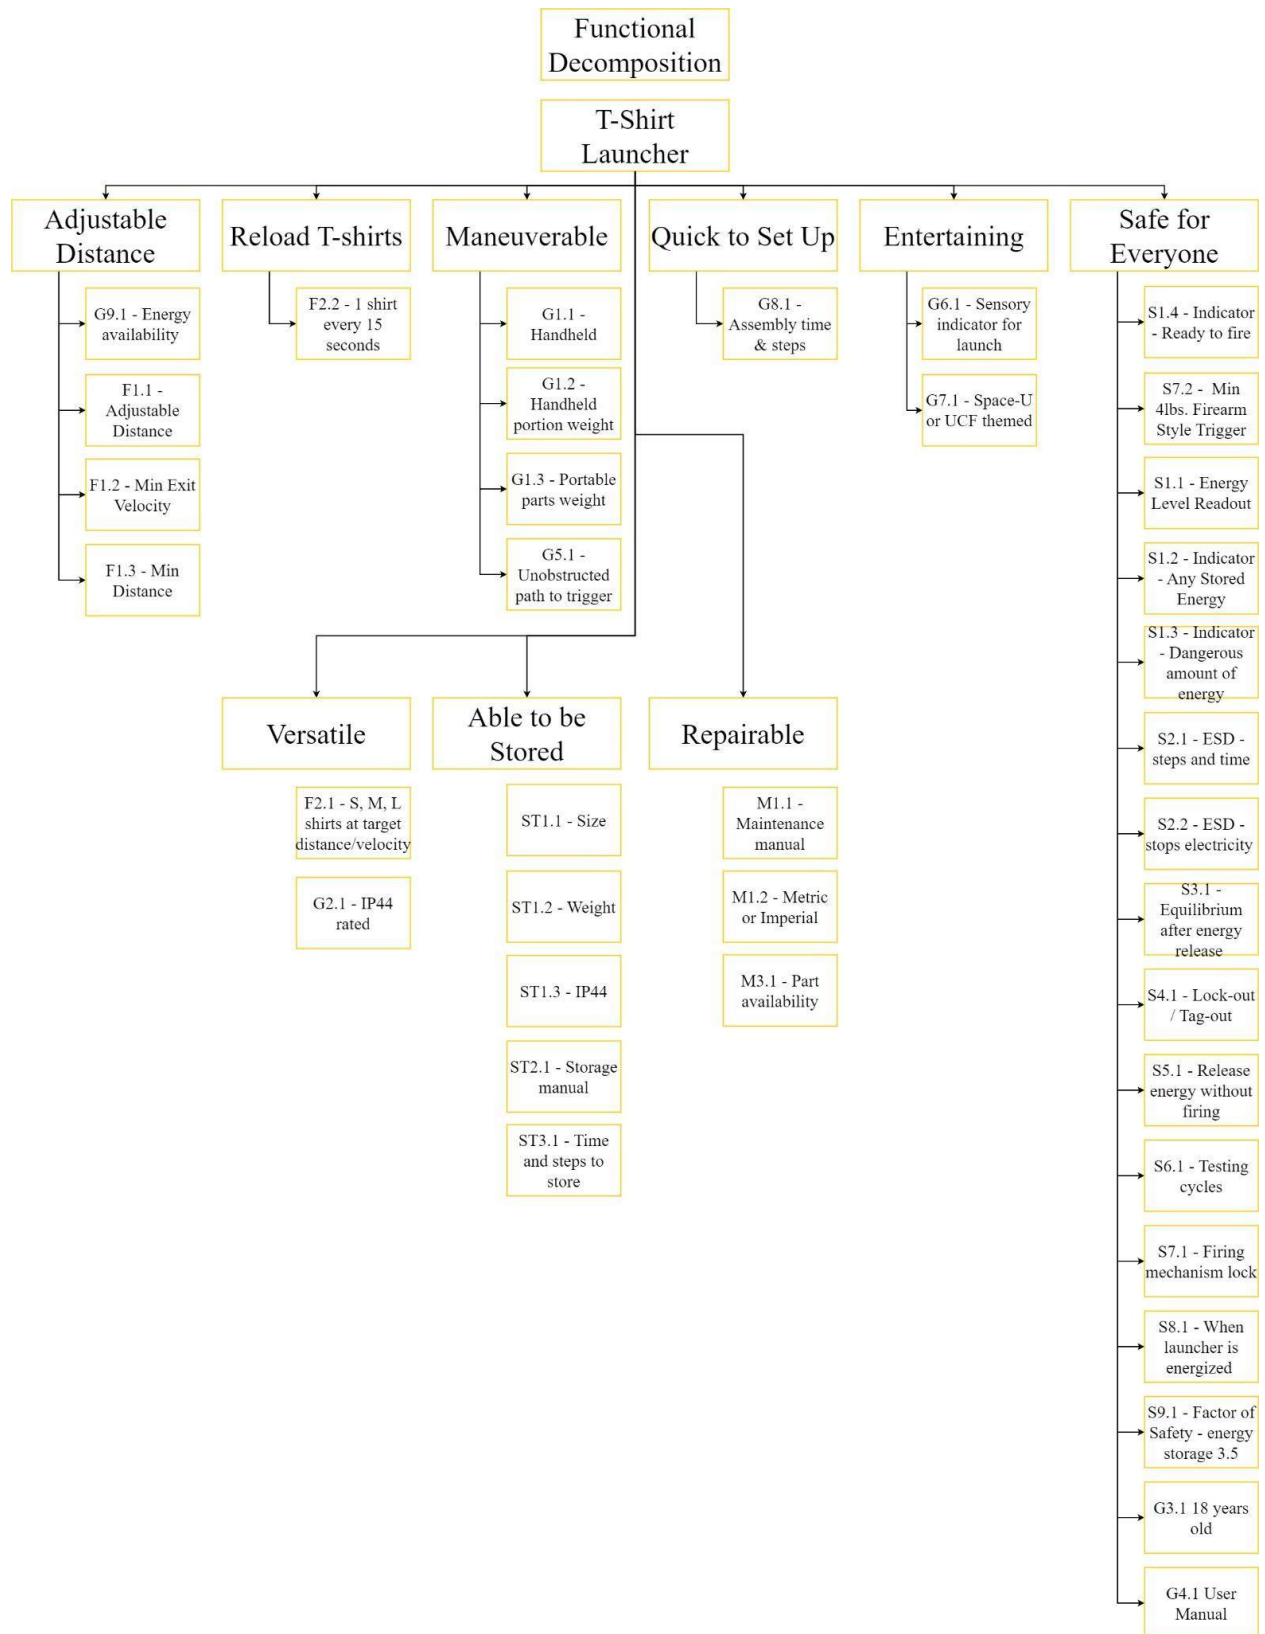 Functional
Decomposition
T-Shirt
Launcher
Adjustable
Distance
G9.1 - Energy
availability
F1.1 -
Adjustable
Distance
F1.2 - Min Exit
Velocity
F1.3 - Min
Distance
Reload T-shirts
F2.2 - 1 shirt
every 15
seconds
Maneuverable
G1.1 -
Handheld
G1.2 -
Handheld
portion weight
G1.3 - Portable
parts weight
G5.1 -
Unobstructed
path to trigger
Quick to Set Up
G8.1 -
Assembly time
& steps
Entertaining
G6.1 - Sensory
indicator for
launch
G7.1 - Space-U
or UCF themed
Safe for
Everyone
S1.4 - Indicator
- Ready to fire
S7.2 - Min
4lbs. Firearm
Style Trigger
S1.1 - Energy
Level Readout
S1.2 - Indicator
- Any Stored
Energy
S1.3 - Indicator
- Dangerous
amount of
energy
S2.1 - ESD -
steps and time
S2.2 - ESD -
stops electricity
S3.1 -
Equilibrium
after energy
release
S4.1 - Lock-out
/ Tag-out
S5.1 - Release
energy without
firing
S6.1 - Testing
cycles
S7.1 - Firing
mechanism lock
S8.1 - When
launcher is
energized
S9.1 - Factor of
Safety - energy
storage 3.5
G3.1 18 years
old
G4.1 User
Manual
Versatile
F2.1 - S, M, L
shirts at target
distance/velocity
G2.1 - IP44
rated
Able to be
Stored
ST1.1 - Size
ST1.2 - Weight
ST1.3 - IP44
ST2.1 - Storage
manual
ST3.1 - Time
and steps to
store
Repairable
M1.1 -
Maintenance
manual
M1.2 - Metric
or Imperial
M3.1 - Part
availability